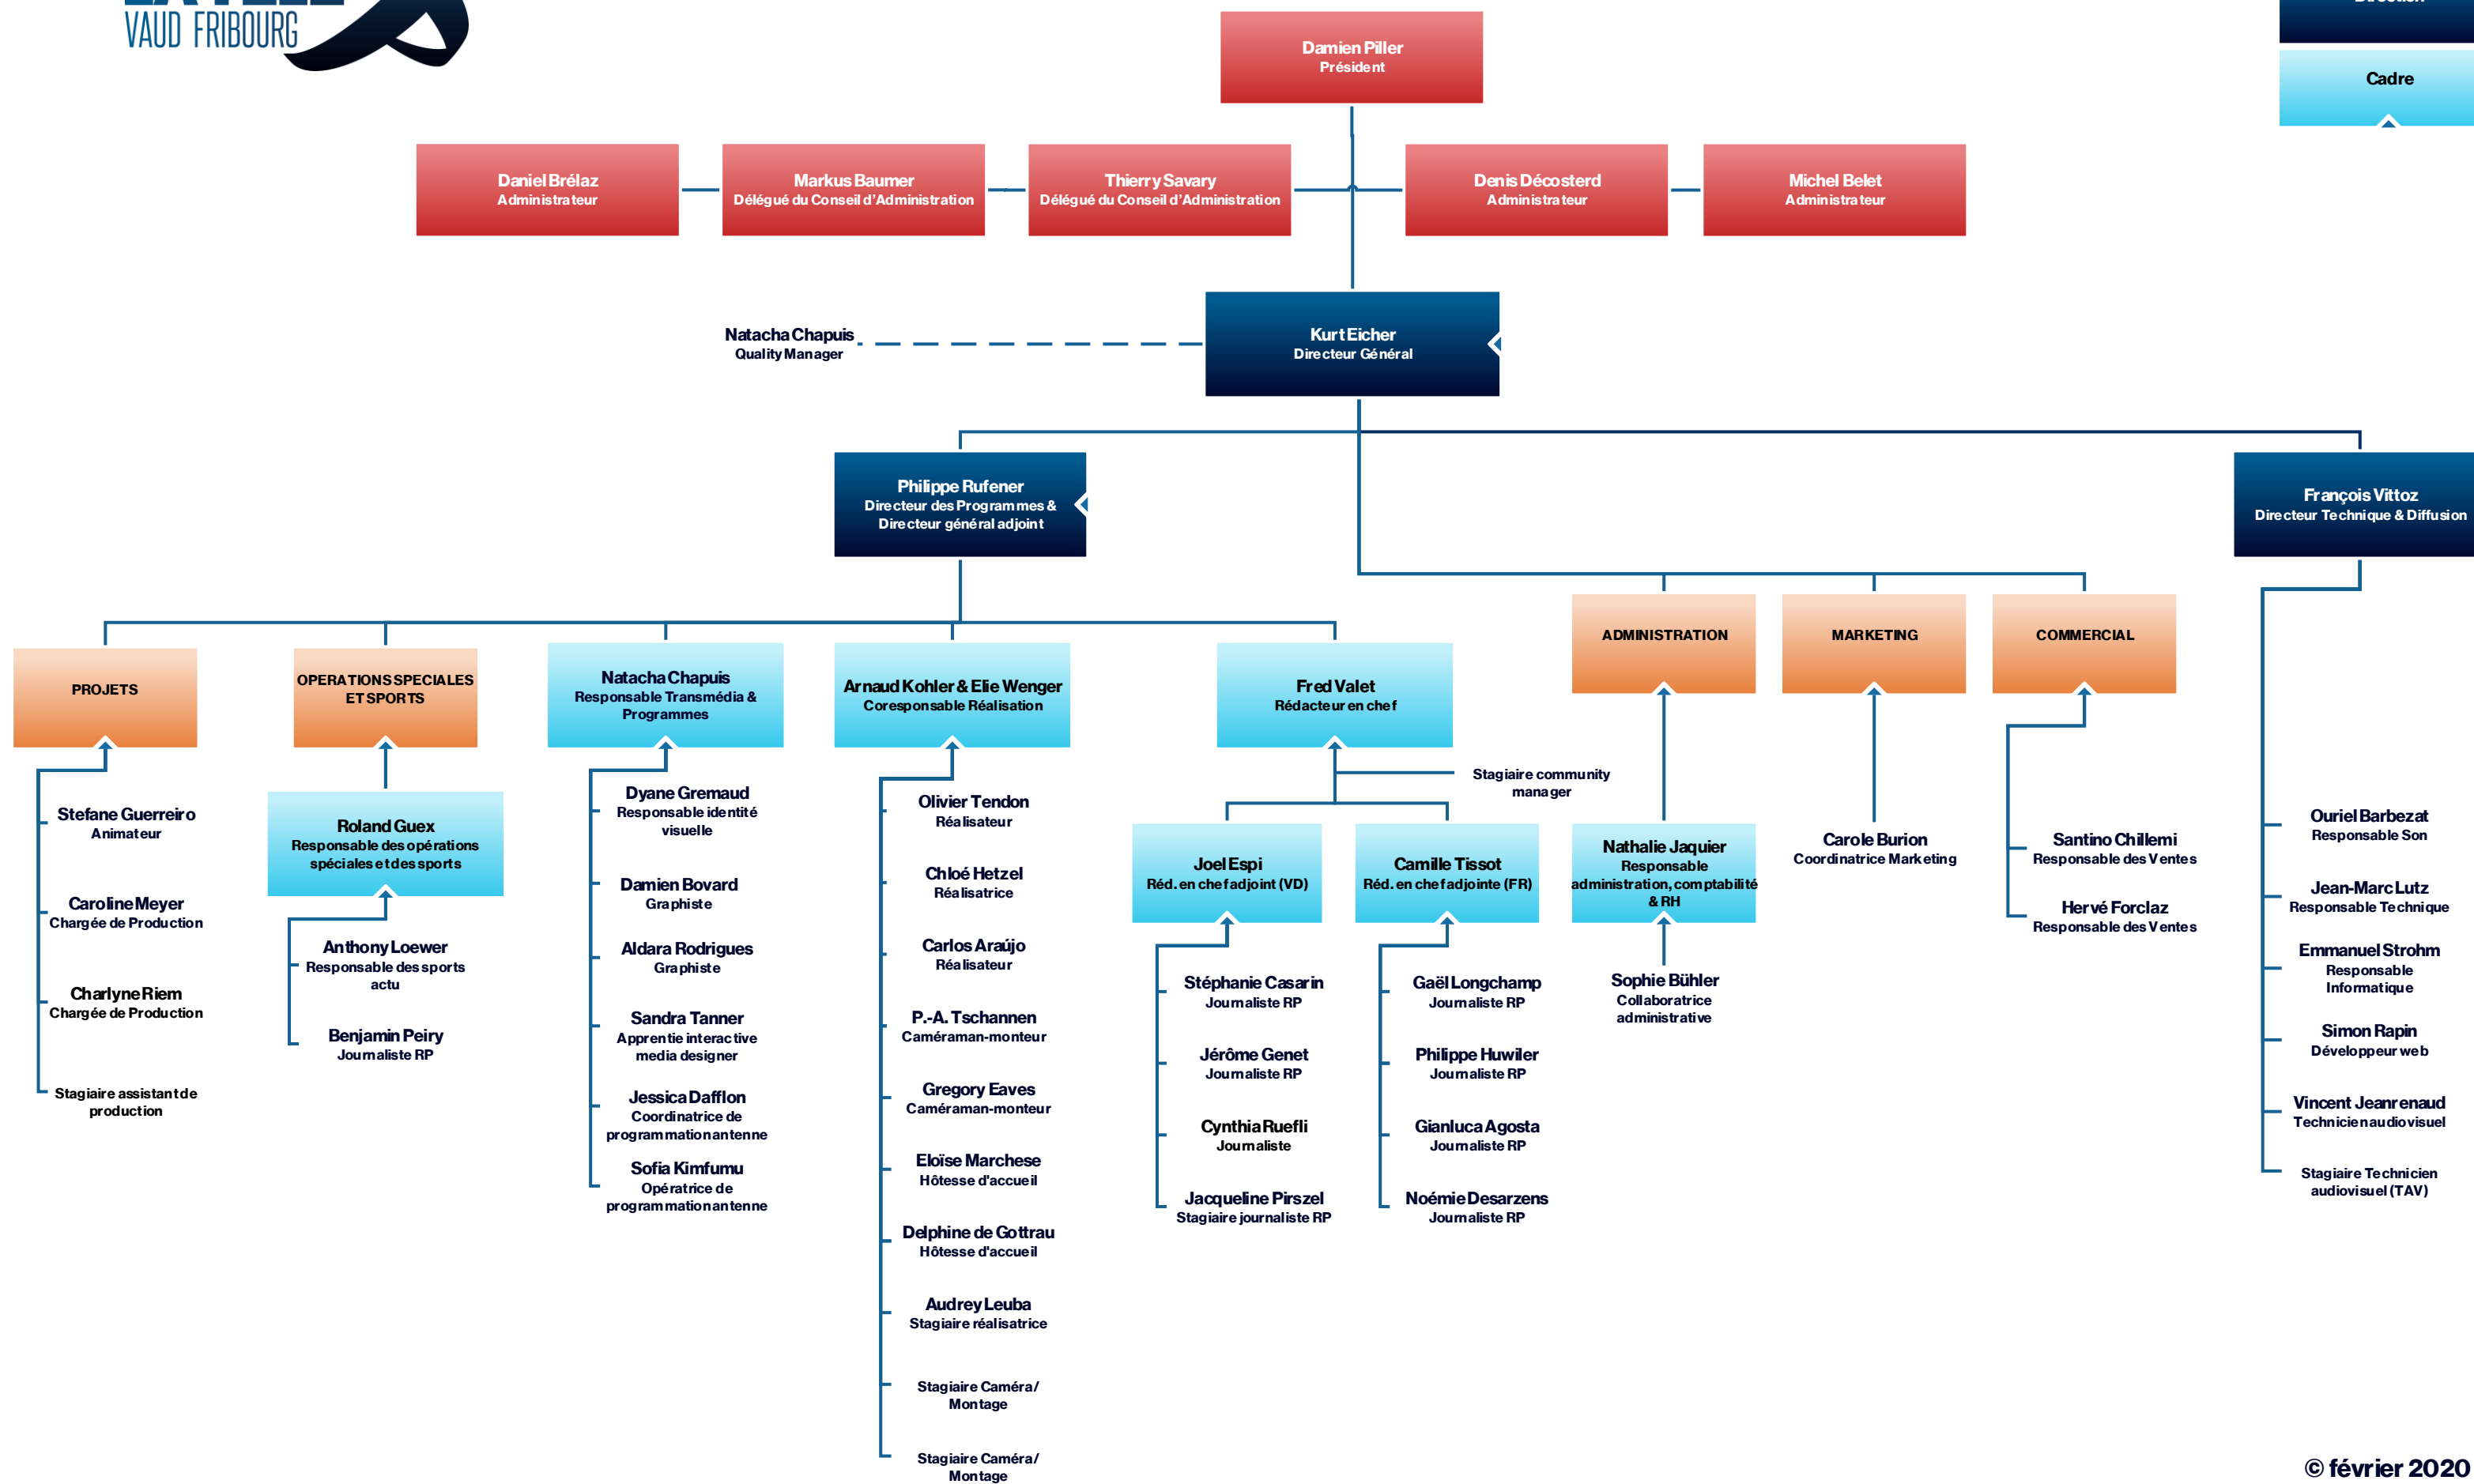 VAUD FRIBOURG
Cadre
Damien Piller
Président
Daniel Brélaz
Administrateur
Markus Baumer
Délégué du Conseil d'Administration
Thierry Savary
Délégué du Conseil d'Administration
Denis Décosterd
Administrateur
Michel Belet
Administrateur
Natacha Chapuis
Quality Manager
Kurt Eicher
Directeur Général
Philippe Rufener
Directeur des Programmes &
Directeur général adjoint
François Vittoz
Directeur Technique & Diffusion
PROJETS
Stefane Guerreiro
Animateur
Caroline Meyer
Chargée de Production
Charlyne Riem
Chargée de Production
Stagiaire assistant de
production
OPERATIONS SPECIALES
ET SPORTS
Roland Guex
Responsable des opérations
spéciales et des sports
Anthony Loewer
Responsable des sports
actu
Benjamin Peiry
Journaliste RP
Natacha Chapuis
Responsable Transmédia &
Programmes
Dyane Gremaud
Responsable identité
visuelle
Damien Bovard
Graphiste
Aldara Rodrigues
Graphiste
Sandra Tanner
Apprentie interactive
media designer
Jessica Dafflon
Coordinatrice de
programmation antenne
Sofia Kimfumu
Opératrice de
programmation antenne
Arnaud Kohler & Elie Wenger
Coresponsable Réalisation
Olivier Tendon
Réalisateur
Chloé Hetzel
Réalisatrice
Carlos Araújo
Réalisateur
P.-A. Tschannen
Caméraman-monteur
Gregory Eaves
Caméraman-monteur
Eloïse Marchese
Hôtesse d'accueil
Delphine de Gottrau
Hôtesse d'accueil
Audrey Leuba
Stagiaire réalisatrice
Stagiaire Caméra/
Montage
Stagiaire Caméra/
Montage
Fred Valet
Rédacteur en chef
Stagiaire community
manager
Joel Espi
Réd. en chef adjoint (VD)
Stéphanie Casarin
Journaliste RP
Jérôme Genet
Journaliste RP
Cynthia Ruefli
Journaliste
Jacqueline Pirszel
Stagiaire journaliste RP
Camille Tissot
Réd. en chef adjointe (FR)
Gaël Longchamp
Journaliste RP
Philippe Huwiler
Journaliste RP
Gianluca Agosta
Journaliste RP
Noémie Desarzens
Journaliste RP
ADMINISTRATION
Nathalie Jaquier
Responsable
administration, comptabilité
& RH
Sophie Bühler
Collaboratrice
administrative
MARKETING
Carole Burion
Coordinatrice Marketing
COMMERCIAL
Santino Chillemi
Responsable des Ventes
Hervé Forclaz
Responsable des Ventes
Ouriel Barbezat
Responsable Son
Jean-Marc Lutz
Responsable Technique
Emmanuel Strohm
Responsable
Informatique
Simon Rapin
Développeur web
Vincent Jeanrenaud
Technicien audiovisuel
Stagiaire Technicien
audiovisuel (TAV)
© février 2020